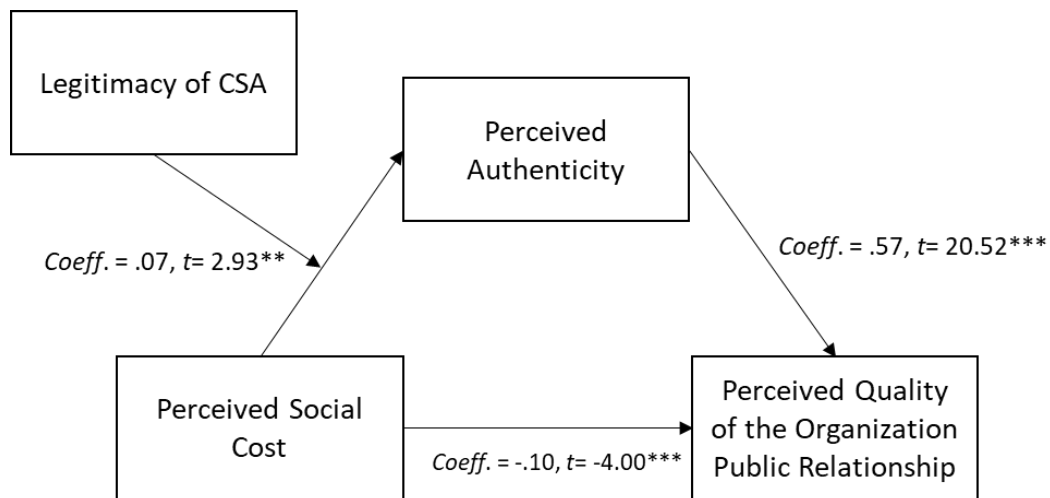 Legitimacy of CSA
Perceived
Authenticity
Coeff. = .07, t= 2.93**
Coeff. = .57, t= 20.52***
Perceived Social
Cost
Coeff. = -.10, t= -4.00***
Perceived Quality
of the Organization
Public Relationship